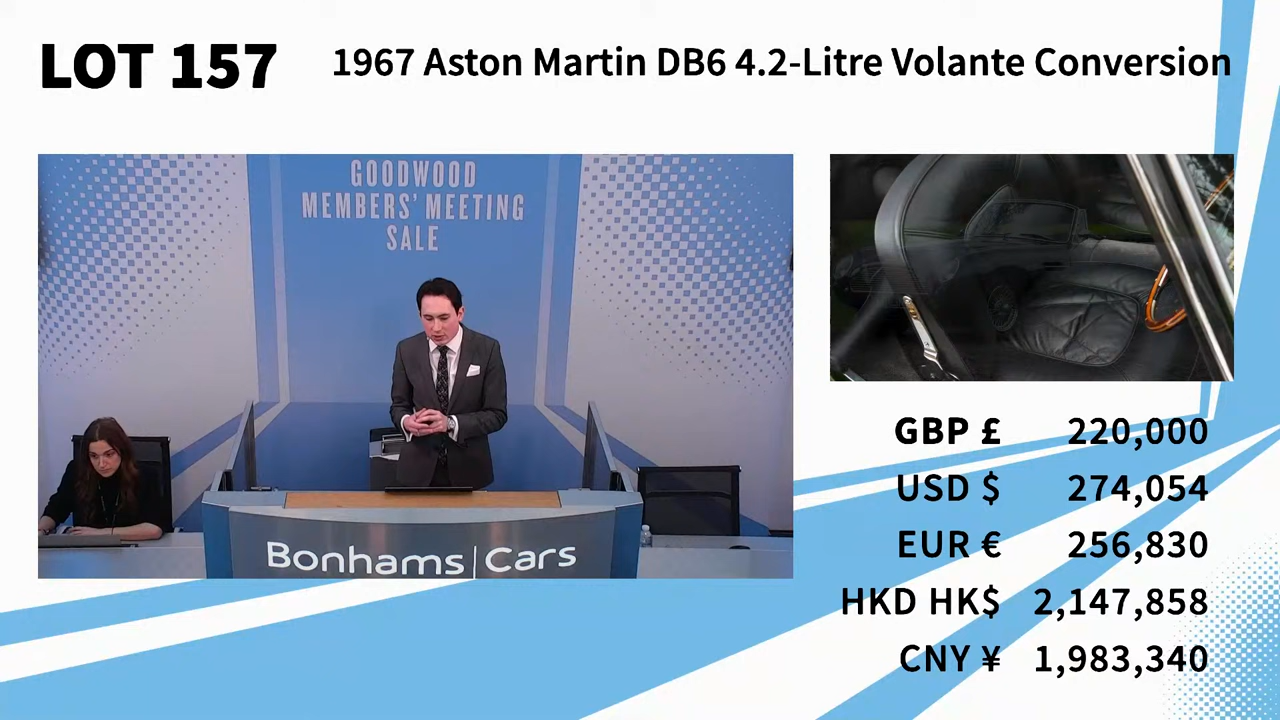 LOT 157
1967 Aston Martin DB6 4.2-Litre Volante Conversion
GOODWOOD
MEMBERS' MEETING
SALE
Bonhamsl|Cars
GBP £ 220,000
USD $ 274,054
EUR € 256,830
HKD HK$ 2,147,858
CNY ¥ 1,983,340